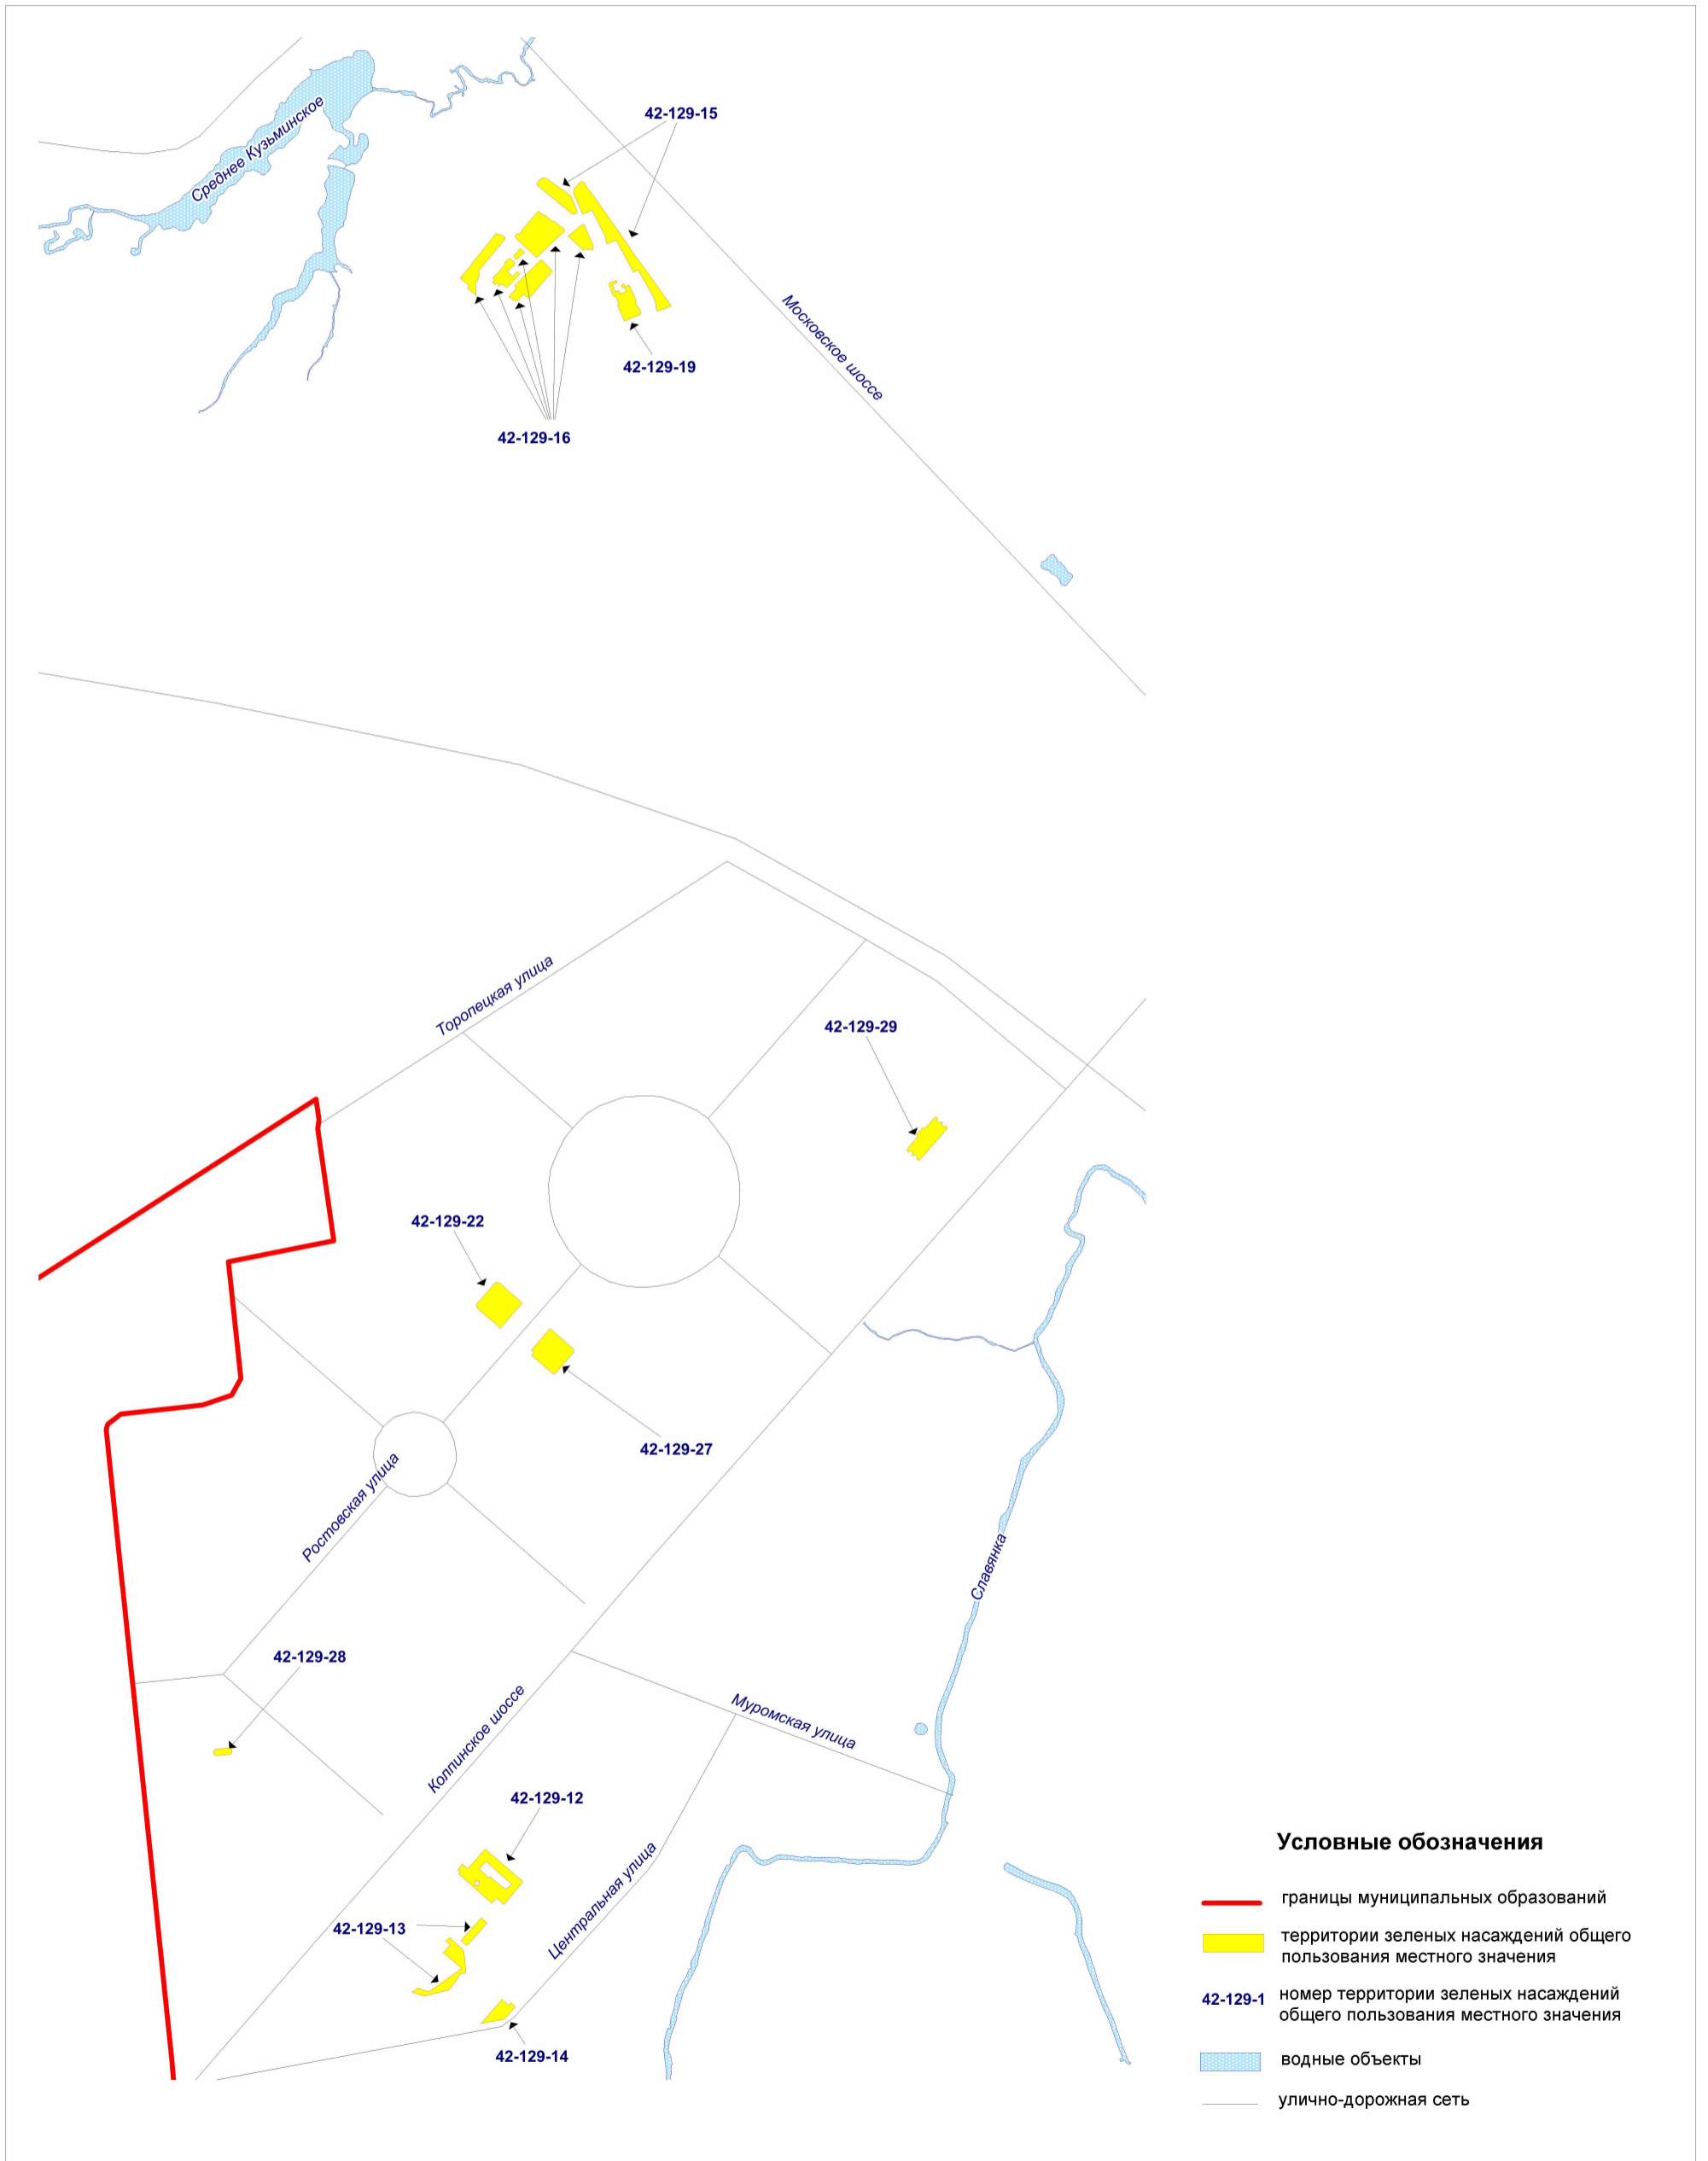 42-129-15
Среднее Кузьминское
Московское шоссе
42-129-19
42-129-16
Торопецкая улица
42-129-29
42-129-22
42-129-27
Ростовская улица
Славянка
42-129-28
Колпинское шоссе
Муромская улица
42-129-12
Центральная улица
42-129-13
42-129-14
Условные обозначения
границы муниципальных образований
территории зеленых насаждений общего
пользования местного значения
42-129-1 номер территории зеленых насаждений
общего пользования местного значения
водные объекты
улично-дорожная сеть